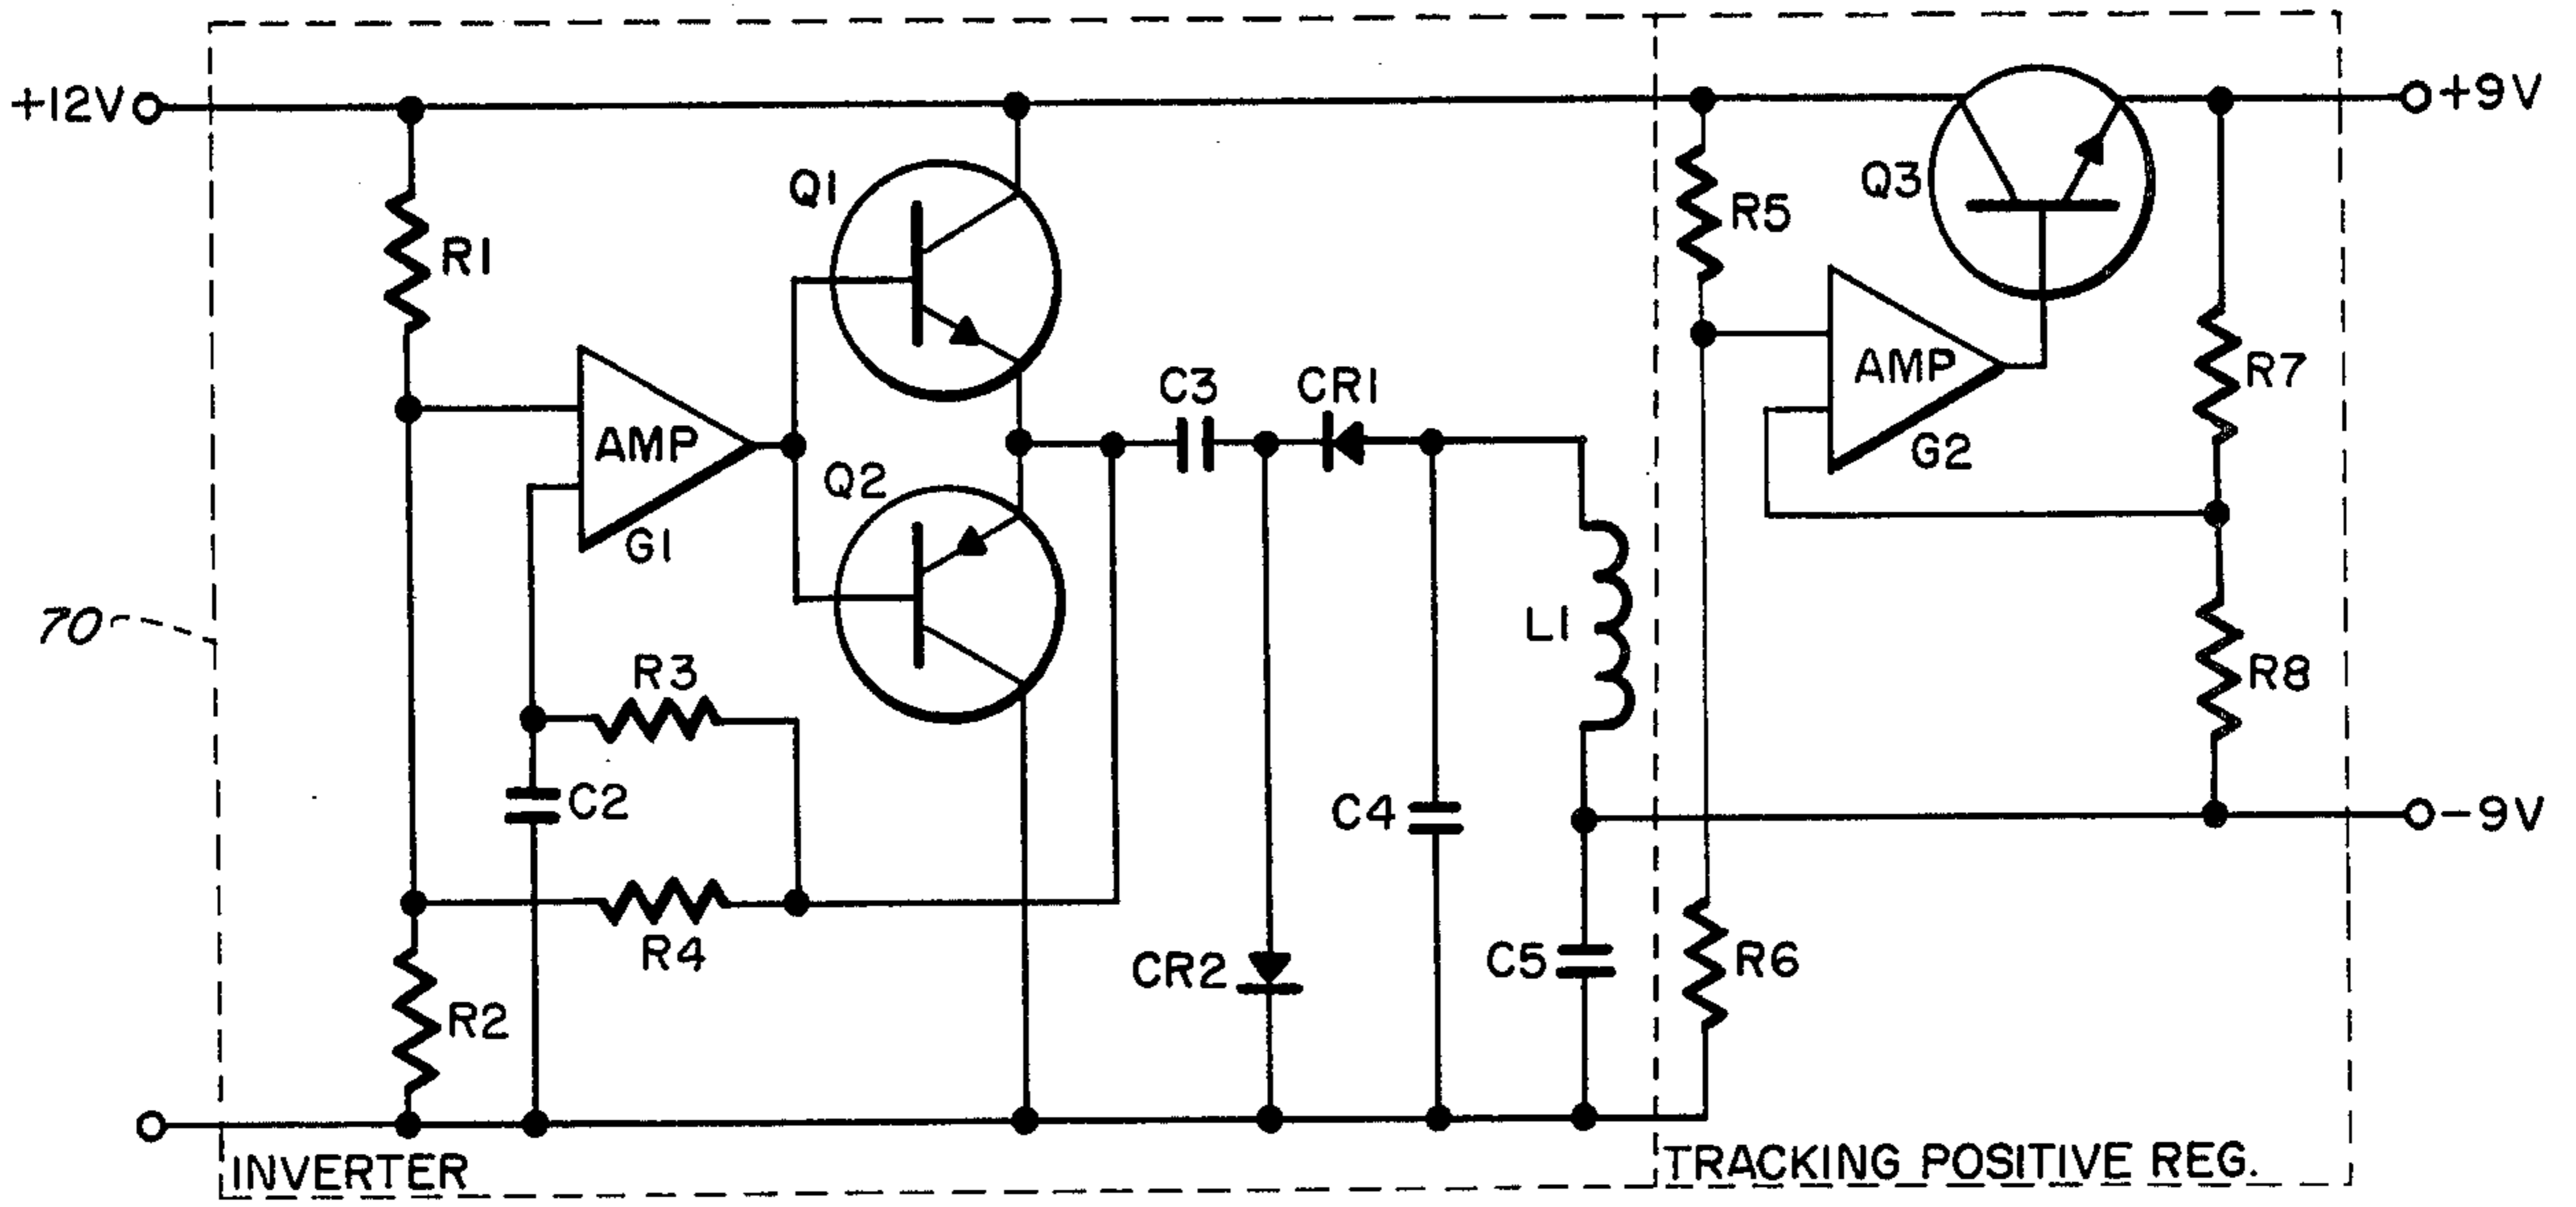 +12V
+9V
Q1
Q3
R5
R1
AMP
G2
R7
C3
CR1
AMP
G1
Q2
L1
70
R3
R8
C2
C4
-9V
R4
CR2
C5
R6
R2
INVERTER
TRACKING POSITIVE REG.